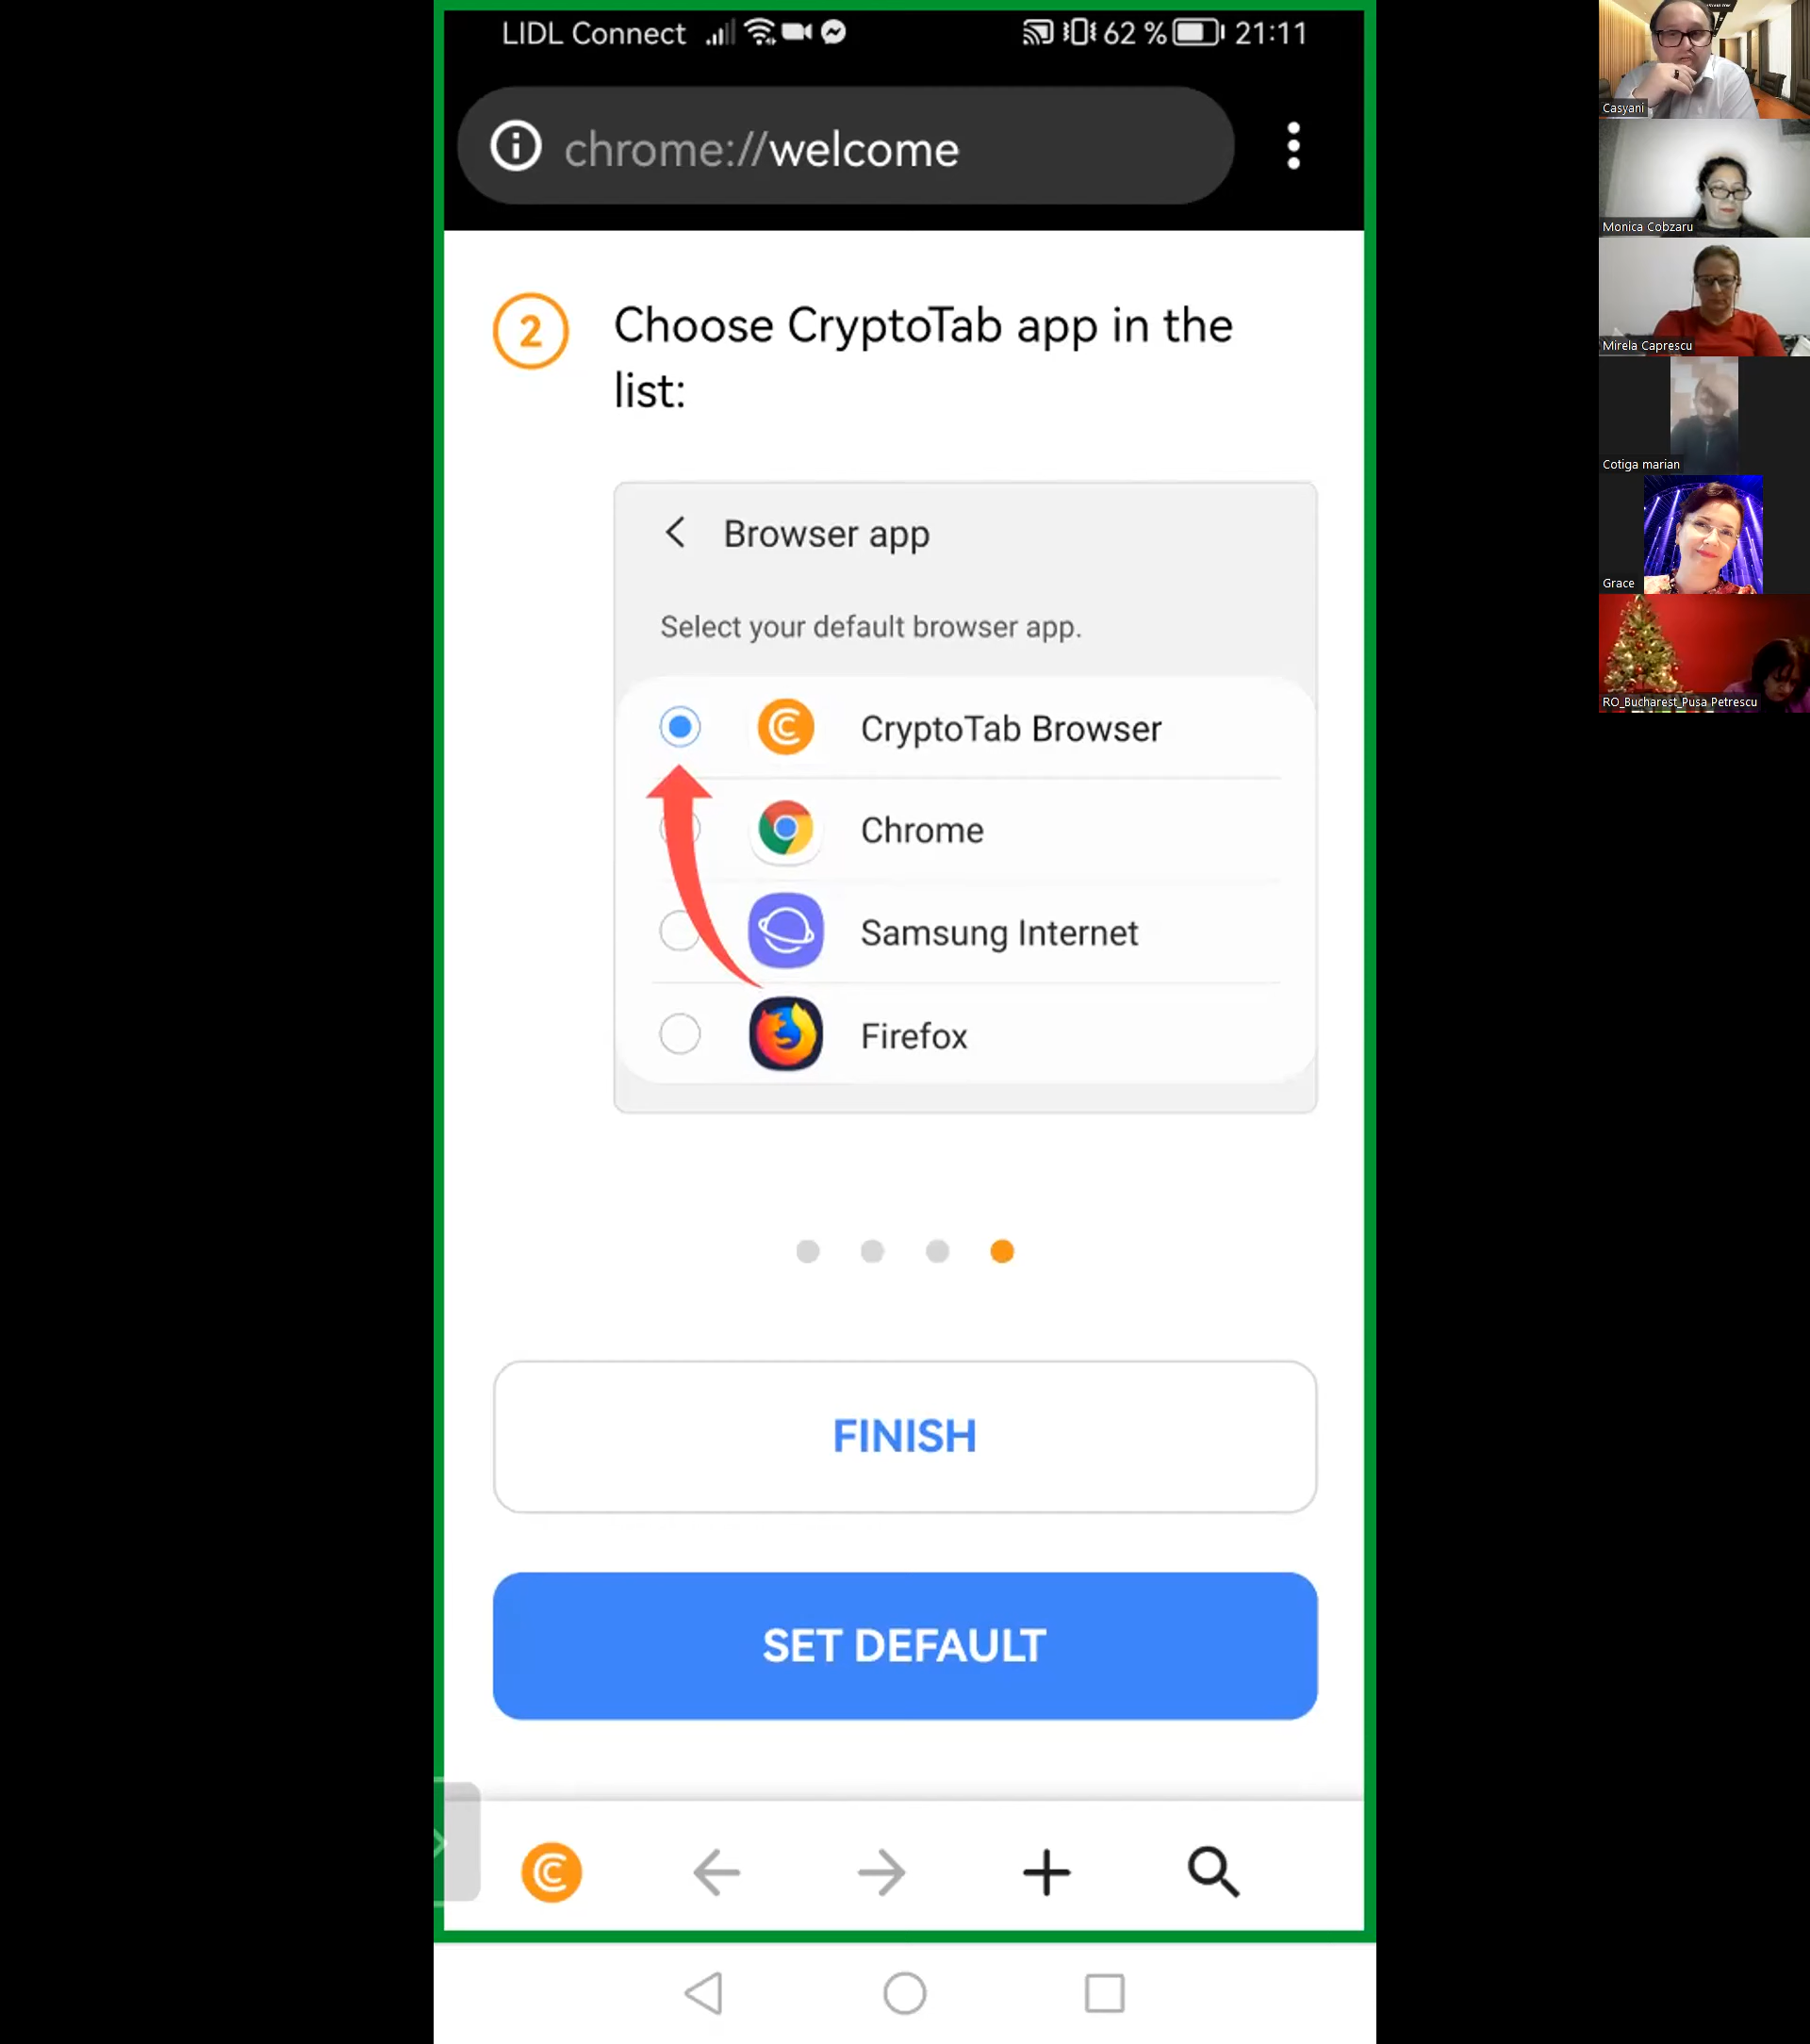 LIDL Connect 62 % 21:11
chrome://welcome
2 Choose CryptoTab app in the
list:
Browser app
Select your default browser app.
CryptoTab Browser
Chrome
Samsung Internet
Firefox
FINISH
SET DEFAULT
Casyani
Monica Cobzaru
Mirela Caprescu
Cotiga marian
Grace
RO_Bucharest_Pusa Petrescu